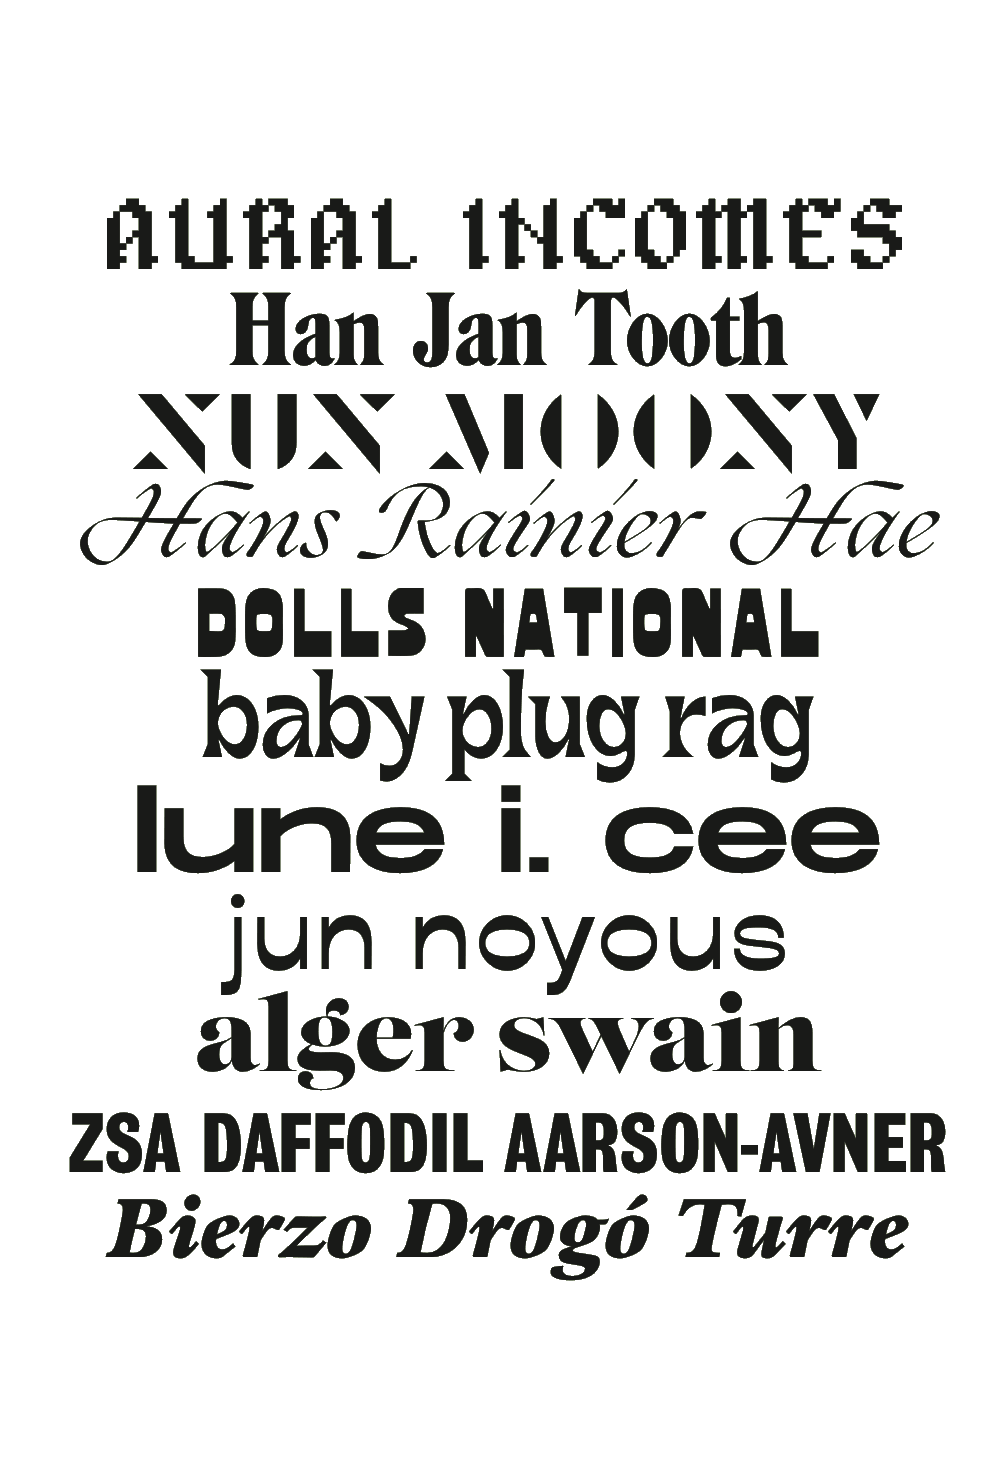 AURAL INCOMES
Han Jan Tooth
NUN MOONY
Hans Rainier Hae
DOLLS NATIONAL
baby plug rag
lune i. cee
jun noyous
alger swain
ZSA DAFFODIL AARSON-AVNER
Bierzo Drogó Turre